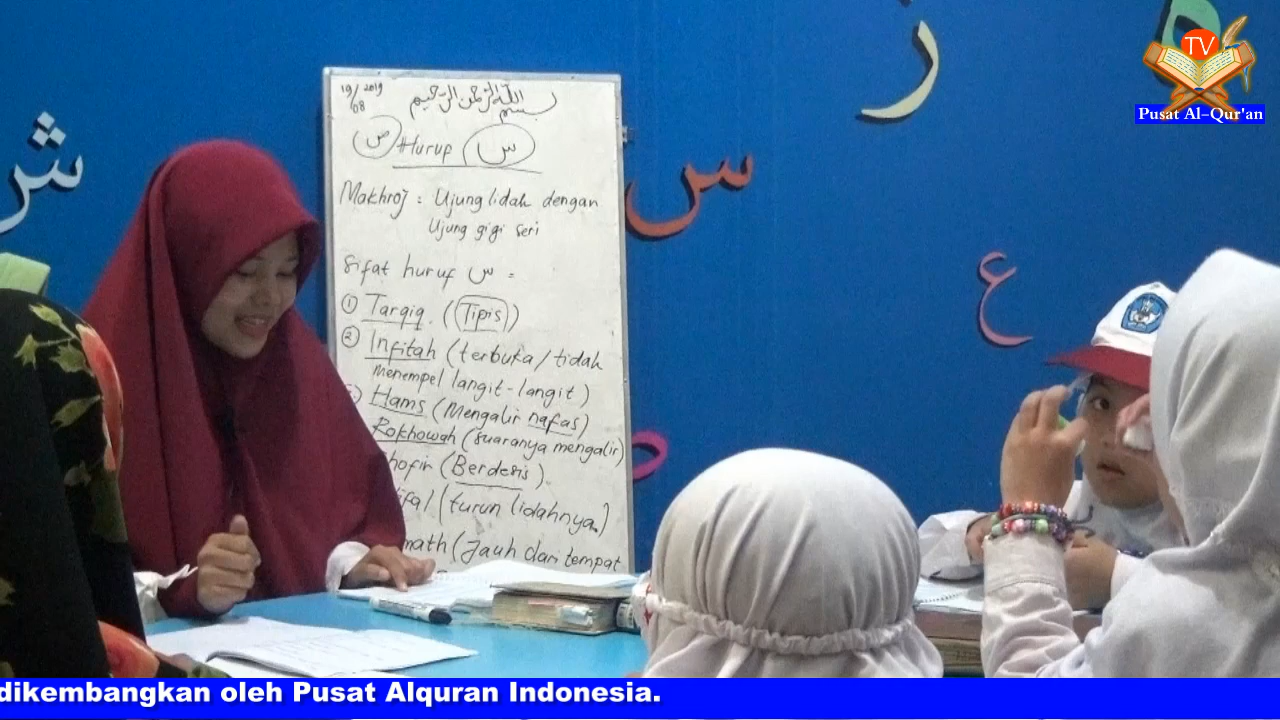 19/08 2019
بسم الله الرحمن الرحيم
ص Huruf س
Makhroj = Ujung lidah dengan
Ujung gigi seri
Sifat huruf س =
① Tarqiq. ((Tipis))
② Infitah (terbuka/tidak
menempel langit-langit)
Hams (Mengalir nafas)
Rokhowah (suaranya mengalir)
(Berdesis).
(turun lidahnya)
(Jauh dari tempat
ش
س
ز
ع
TV
Pusat Al-Qur'an
dikembangkan oleh Pusat Alquran Indonesia.